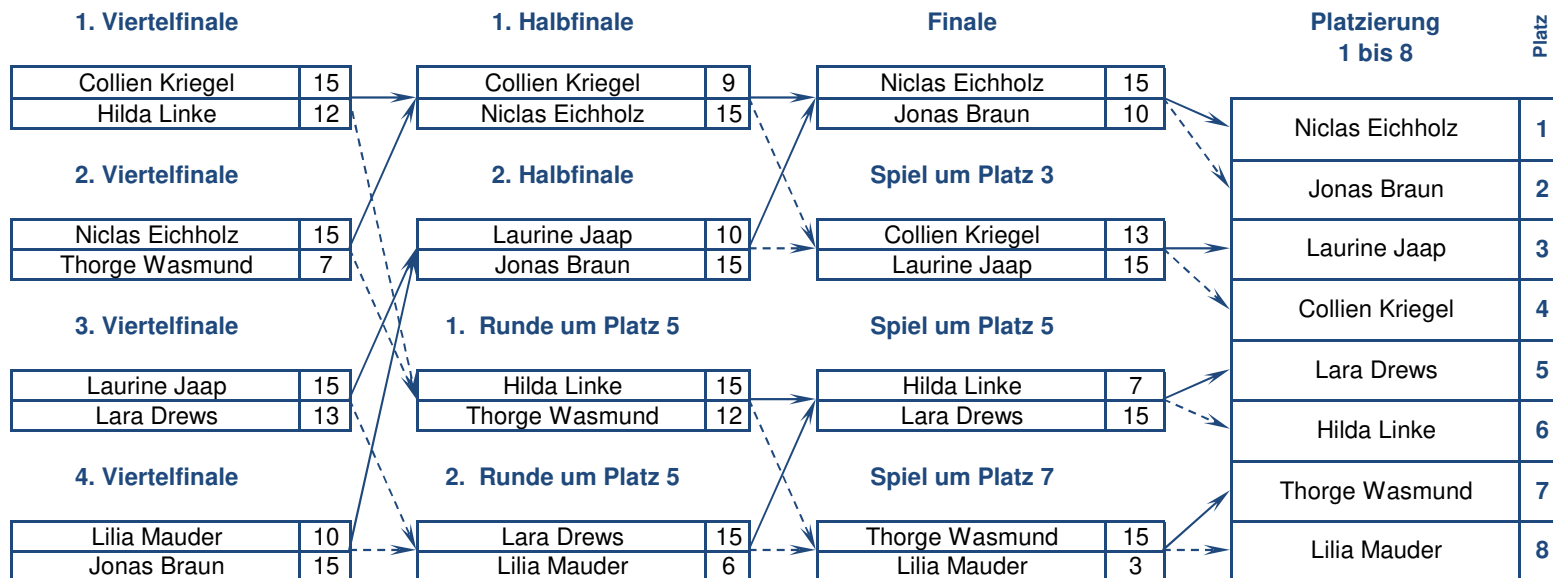 1. Viertelfinale 1. Halbfinale Finale Platzierung Platz
1 bis 8
Collien Kriegel 15 Collien Kriegel 9 Niclas Eichholz 15
Hilda Linke 12 Niclas Eichholz 15 Jonas Braun 10
Niclas Eichholz 1
2. Viertelfinale 2. Halbfinale Spiel um Platz 3
Jonas Braun 2
Niclas Eichholz 15 Laurine Jaap 10 Collien Kriegel 13
Laurine Jaap 3
Thorge Wasmund 7 Jonas Braun 15 Laurine Jaap 15
Collien Kriegel 4
3. Viertelfinale 1. Runde um Platz 5 Spiel um Platz 5
Lara Drews 5
Laurine Jaap 15 Hilda Linke 15 Hilda Linke 7
Lara Drews 13 Thorge Wasmund 12 Lara Drews 15
Hilda Linke 6
4. Viertelfinale 2. Runde um Platz 5 Spiel um Platz 7
Thorge Wasmund 7
Lilia Mauder 10 Lara Drews 15 Thorge Wasmund 15
Lilia Mauder 8
Jonas Braun 15 Lilia Mauder 6 Lilia Mauder 3